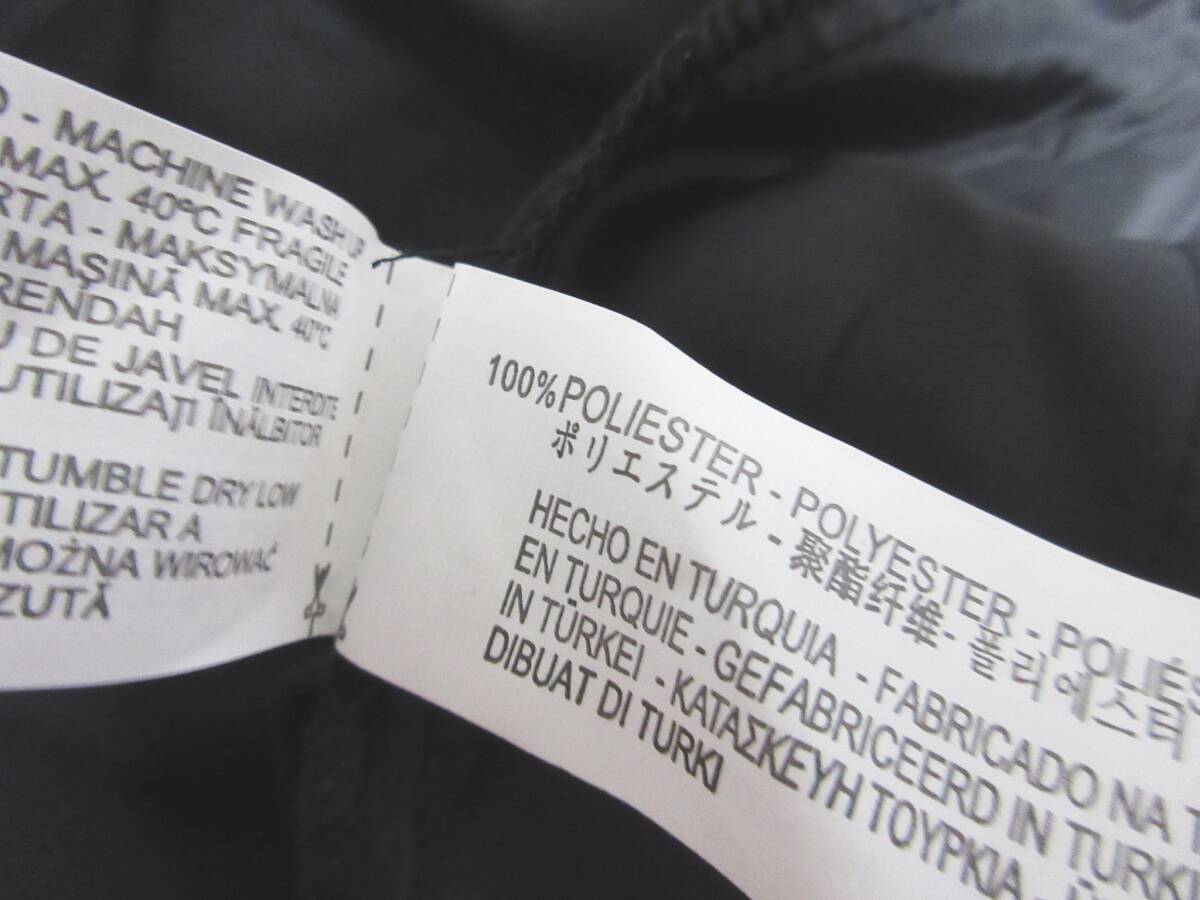 - MACHINE WASH UP
MAX. 40ºC FRAGILE
RTA - MAKSYMALNA
MAŞINĂ MAX. 40ºC
RENDAH
U DE JAVEL INTERDITE
UTILIZAŢI ÎNĂLBITOR
TUMBLE DRY LOW
TILIZAR A
MOŻNA WIROWAĆ
ZUTĂ
100% POLIESTER - POLYESTER - POLIÉS
ポリエステル - 聚酯纤维 - 폴리에스터
HECHO EN TURQUIA - FABRICADO NA T
EN TURQUIE - GEFABRICEERD IN TURKI
IN TÜRKEI - ΚΑΤΑΣΚΕΥΗ ΤΟΥΡΚΙΑ -
DIBUAT DI TURKI